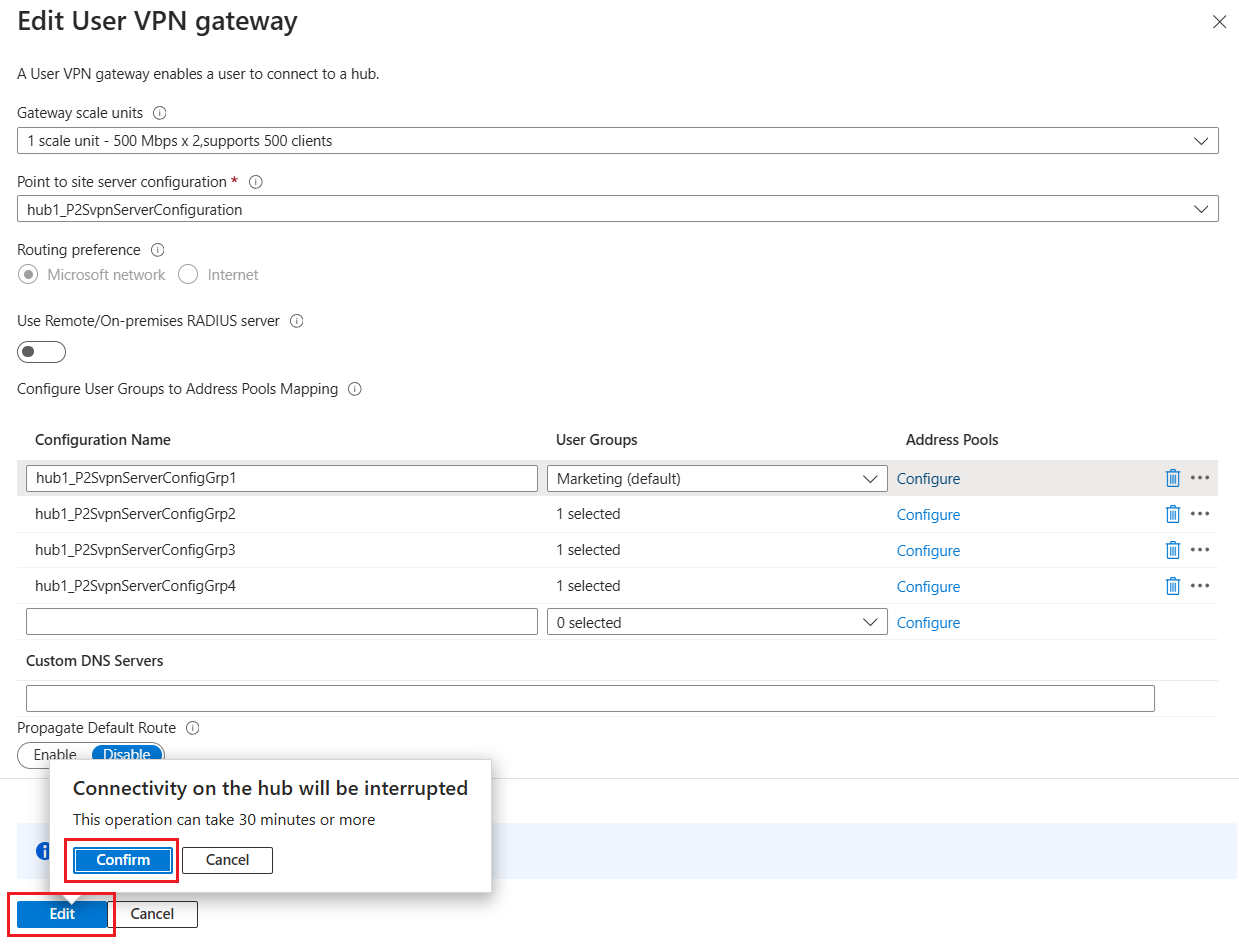 Edit User VPN gateway
A User VPN gateway enables a user to connect to a hub.
Gateway scale units
1 scale unit - 500 Mbps x 2,supports 500 clients
Point to site server configuration *
hub1_P2SvpnServerConfiguration
Routing preference
Microsoft network Internet
Use Remote/On-premises RADIUS server
Configure User Groups to Address Pools Mapping
Configuration Name User Groups Address Pools
hub1_P2SvpnServerConfigGrp1 Marketing (default) Configure
hub1_P2SvpnServerConfigGrp2 1 selected Configure
hub1_P2SvpnServerConfigGrp3 1 selected Configure
hub1_P2SvpnServerConfigGrp4 1 selected Configure
0 selected Configure
Custom DNS Servers
Propagate Default Route
Enable Disable
Connectivity on the hub will be interrupted
This operation can take 30 minutes or more
Confirm Cancel
Edit Cancel